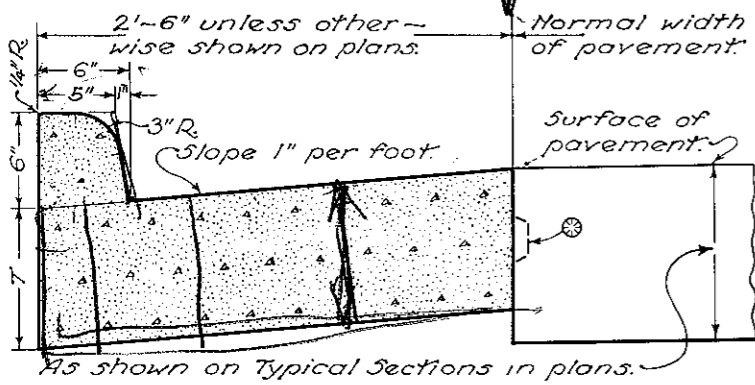 2'~6" unless other~
wise shown on plans.
Normal width
of pavement.
1/4" R.
6"
5"
1"
3" R.
Slope 1" per foot.
Surface of
pavement.
6"
7"
As shown on Typical Sections in plans.